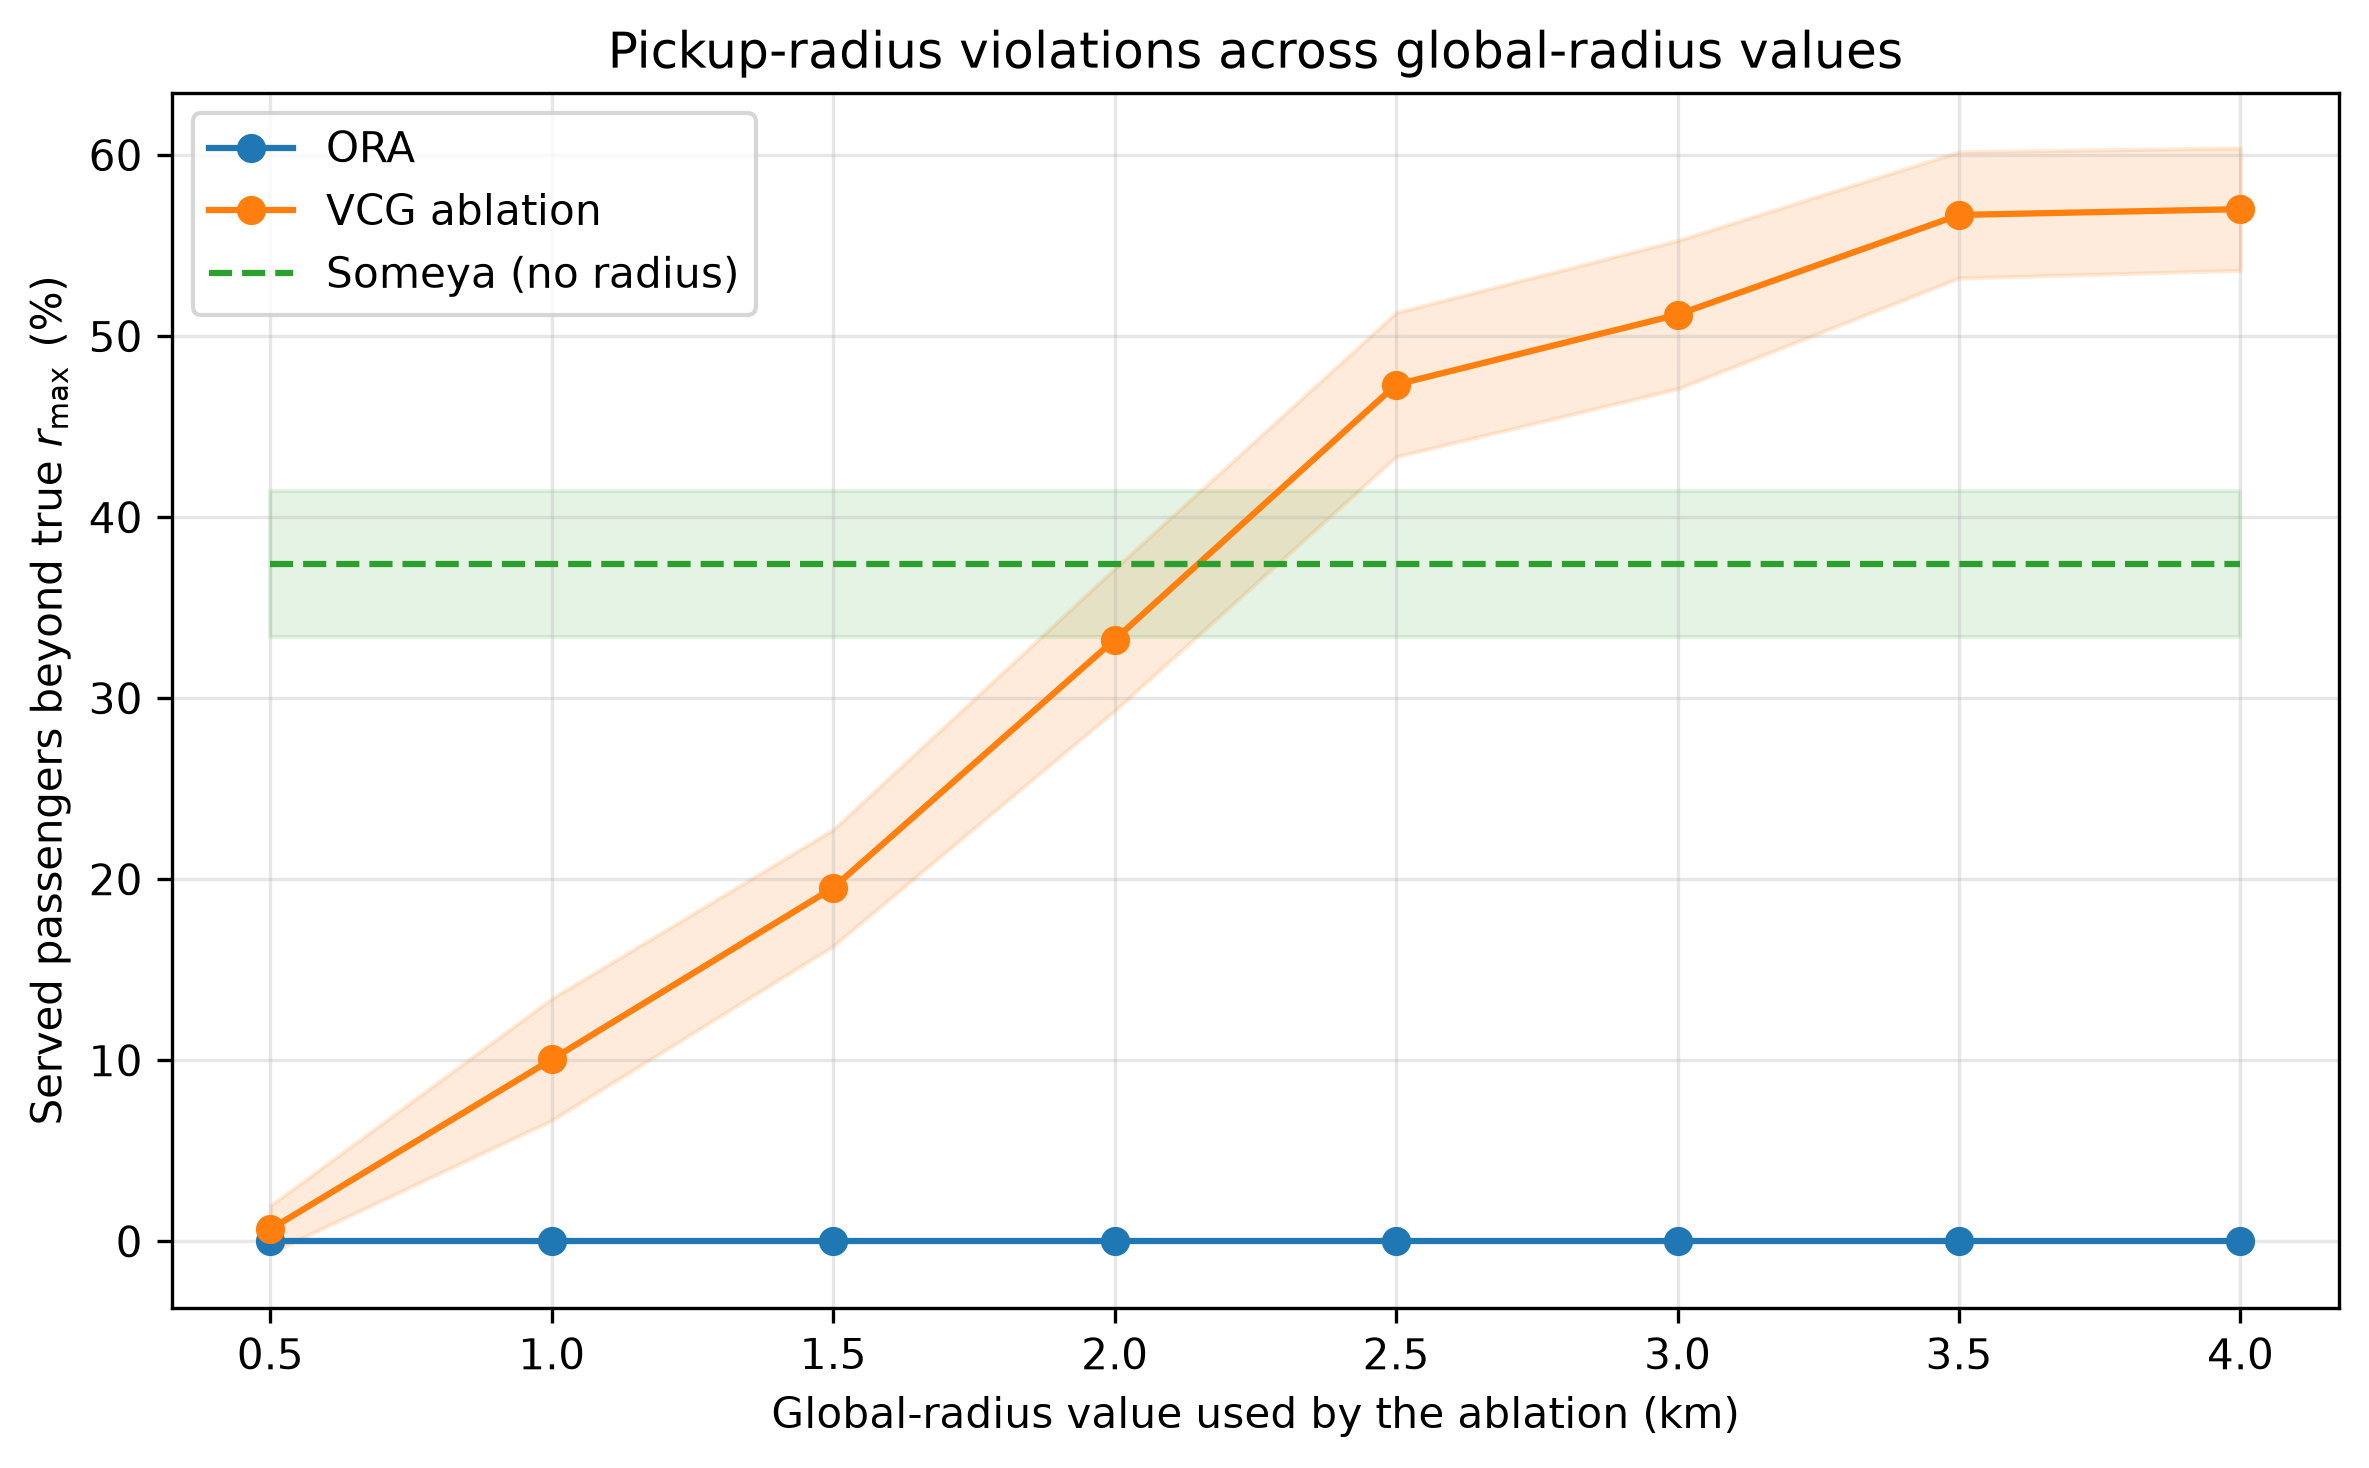 Pickup-radius violations across global-radius values
ORA
VCG ablation
Someya (no radius)
Served passengers beyond true r_max (%)
60
50
40
30
20
10
0
0.5 1.0 1.5 2.0 2.5 3.0 3.5 4.0
Global-radius value used by the ablation (km)